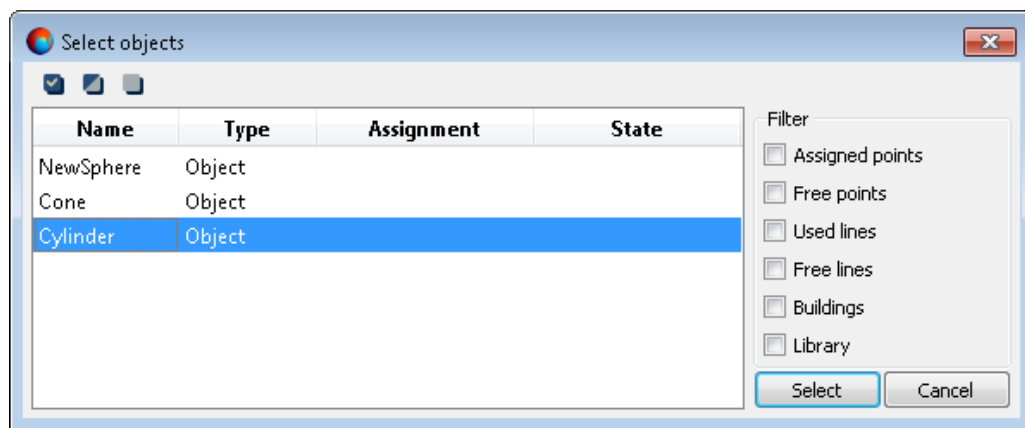 Select objects
Name Type Assignment State
NewSphere Object
Cone Object
Cylinder Object
Filter
Assigned points
Free points
Used lines
Free lines
Buildings
Library
Select Cancel